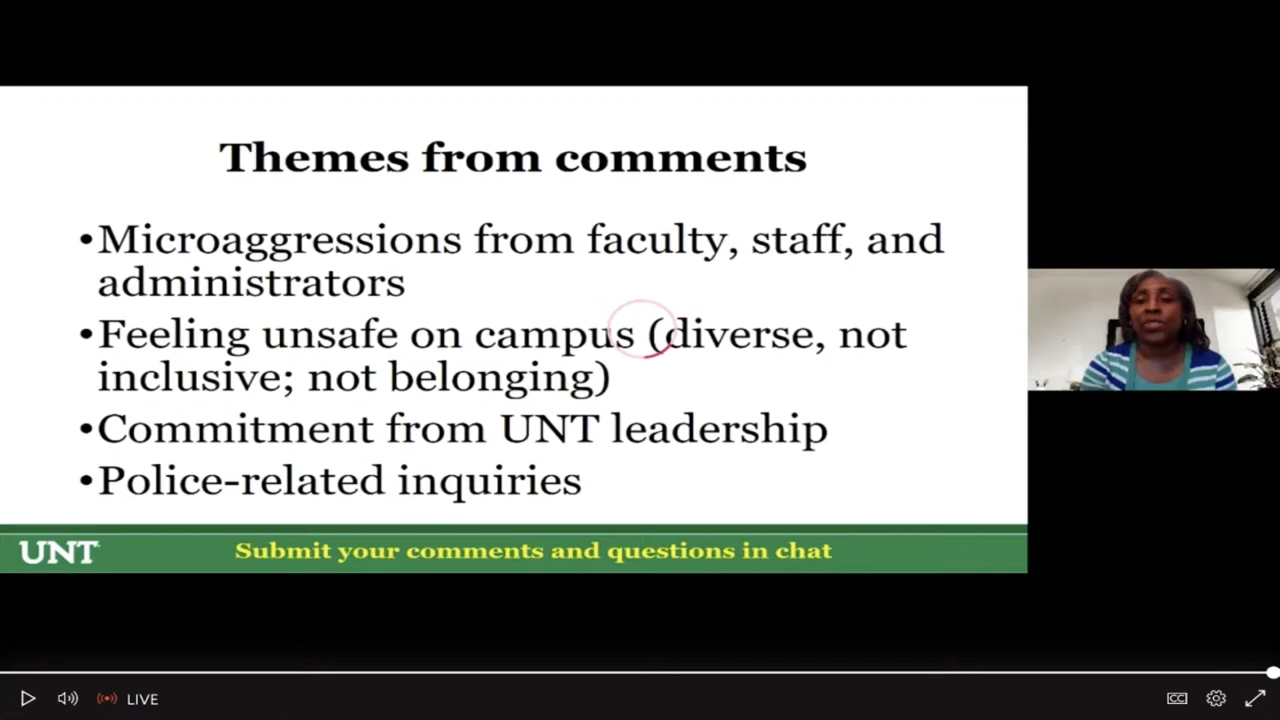 Themes from comments
•Microaggressions from faculty, staff, and
administrators
•Feeling unsafe on campus (diverse, not
inclusive; not belonging)
•Commitment from UNT leadership
•Police-related inquiries
UNT
Submit your comments and questions in chat
LIVE
CC